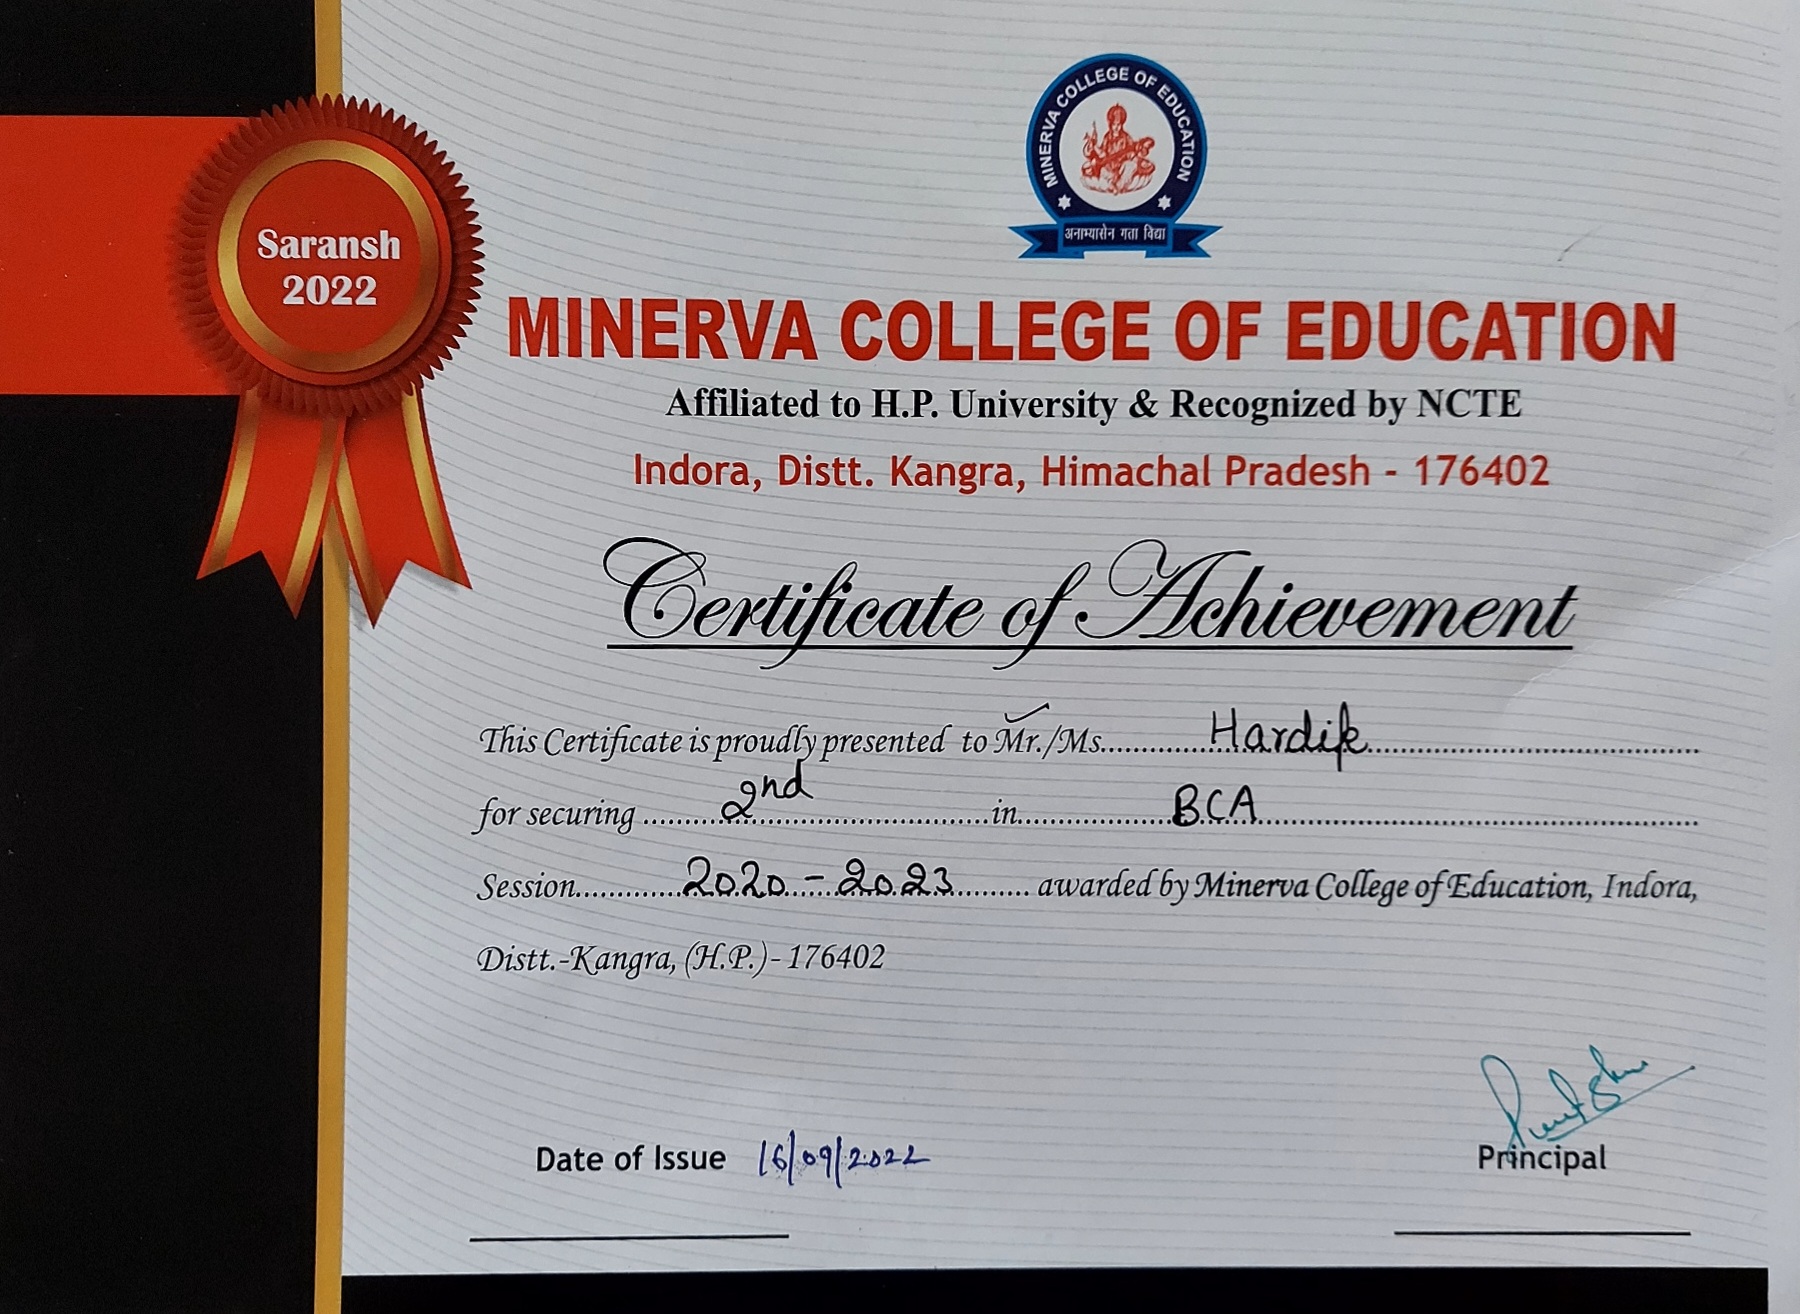 MINERVA COLLEGE OF EDUCATION
अनाभ्यासेन गता विद्या
Saransh
2022
MINERVA COLLEGE OF EDUCATION
Affiliated to H.P. University & Recognized by NCTE
Indora, Distt. Kangra, Himachal Pradesh - 176402
Certificate of Achievement
This Certificate is proudly presented to Mr./Ms. Hardik
for securing 2nd in BCA
Session 2020-2023 awarded by Minerva College of Education, Indora,
Distt.-Kangra, (H.P.)- 176402
Date of Issue 16/09/2022
Principal